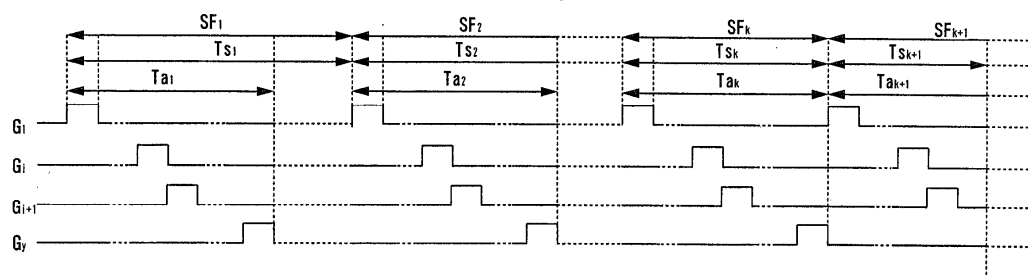 SF1 SF2 SFk SFk+1
Ts1 Ts2 Tsk Tsk+1
Ta1 Ta2 Tak Tak+1
G1
Gi
Gi+1
Gy